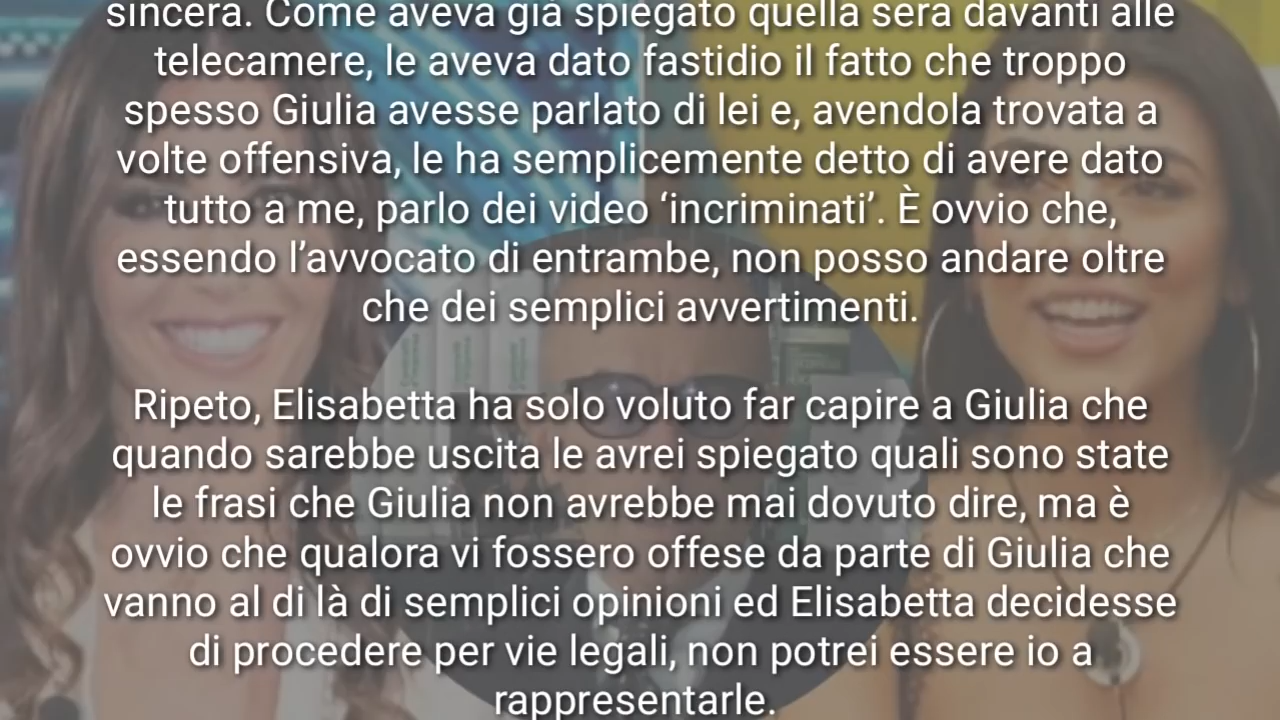 sincera. Come aveva già spiegato quella sera davanti alle
telecamere, le aveva dato fastidio il fatto che troppo
spesso Giulia avesse parlato di lei e, avendola trovata a
volte offensiva, le ha semplicemente detto di avere dato
tutto a me, parlo dei video ‘incriminati’. È ovvio che,
essendo l’avvocato di entrambe, non posso andare oltre
che dei semplici avvertimenti.
Ripeto, Elisabetta ha solo voluto far capire a Giulia che
quando sarebbe uscita le avrei spiegato quali sono state
le frasi che Giulia non avrebbe mai dovuto dire, ma è
ovvio che qualora vi fossero offese da parte di Giulia che
vanno al di là di semplici opinioni ed Elisabetta decidesse
di procedere per vie legali, non potrei essere io a
rappresentarle.